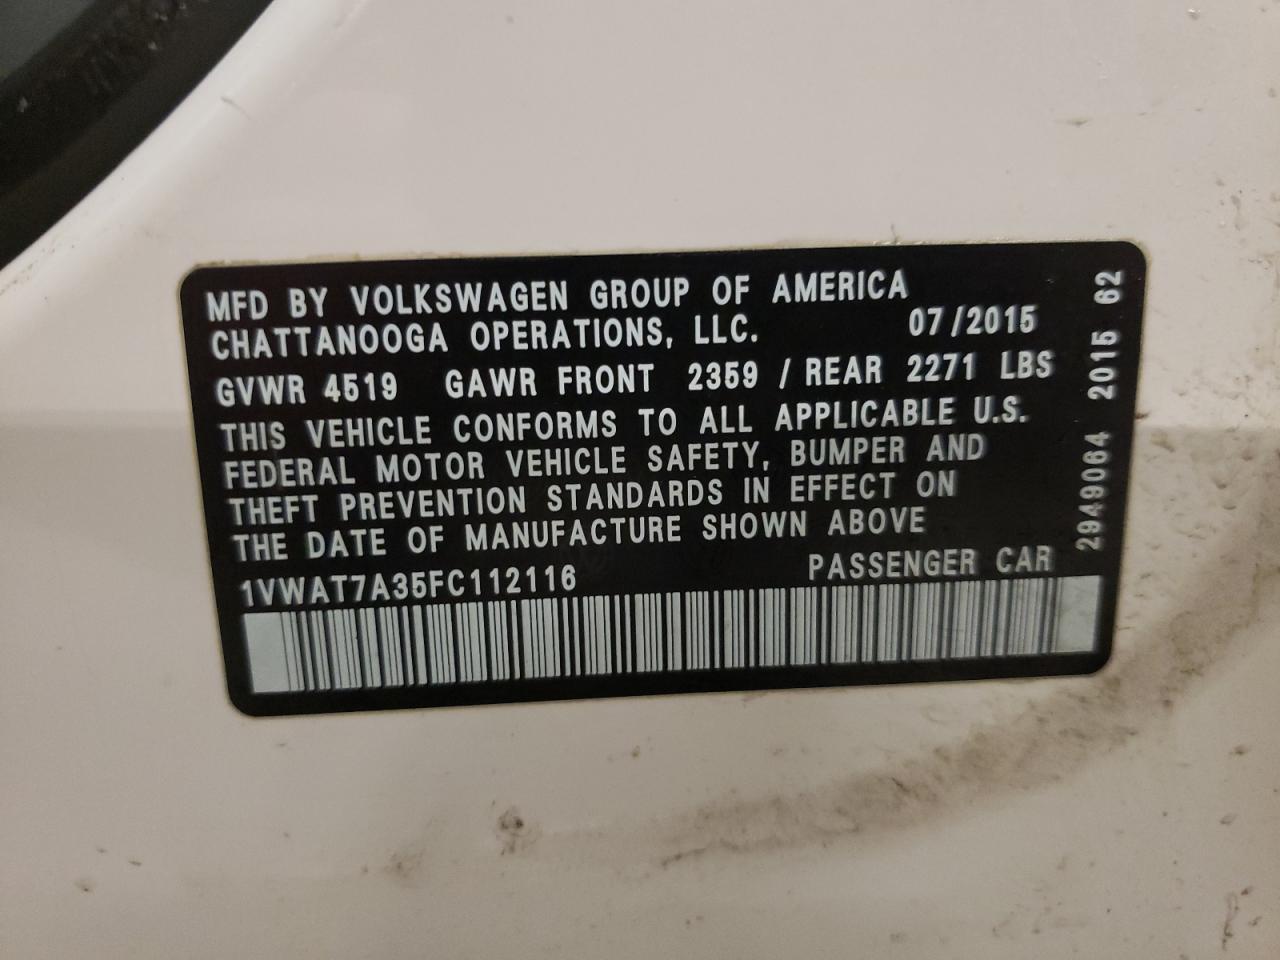 MFD BY VOLKSWAGEN GROUP OF AMERICA
CHATTANOOGA OPERATIONS, LLC. 07/2015
GVWR 4519 GAWR FRONT 2359 / REAR 2271 LBS
THIS VEHICLE CONFORMS TO ALL APPLICABLE U.S.
FEDERAL MOTOR VEHICLE SAFETY, BUMPER AND
THEFT PREVENTION STANDARDS IN EFFECT ON
THE DATE OF MANUFACTURE SHOWN ABOVE
1VWAT7A35FC112116 PASSENGER CAR
2949064 2015 62